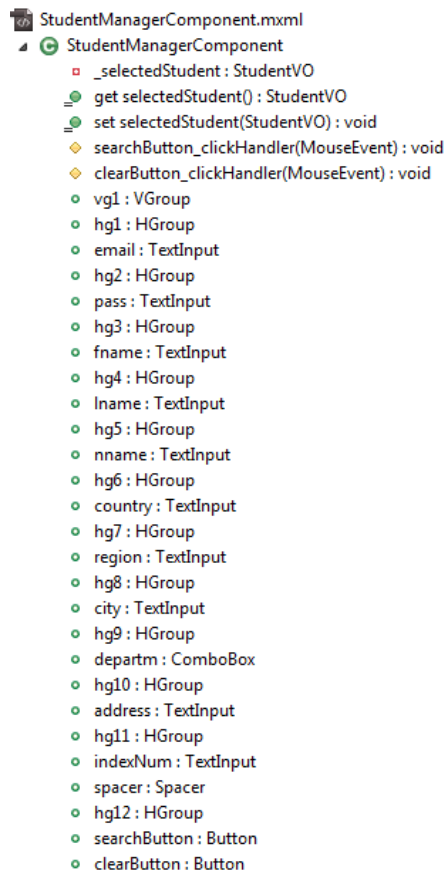 StudentManagerComponent.mxml
StudentManagerComponent
_selectedStudent : StudentVO
get selectedStudent() : StudentVO
set selectedStudent(StudentVO) : void
searchButton_clickHandler(MouseEvent) : void
clearButton_clickHandler(MouseEvent) : void
vg1 : VGroup
hg1 : HGroup
email : TextInput
hg2 : HGroup
pass : TextInput
hg3 : HGroup
fname : TextInput
hg4 : HGroup
lname : TextInput
hg5 : HGroup
nname : TextInput
hg6 : HGroup
country : TextInput
hg7 : HGroup
region : TextInput
hg8 : HGroup
city : TextInput
hg9 : HGroup
departm : ComboBox
hg10 : HGroup
address : TextInput
hg11 : HGroup
indexNum : TextInput
spacer : Spacer
hg12 : HGroup
searchButton : Button
clearButton : Button